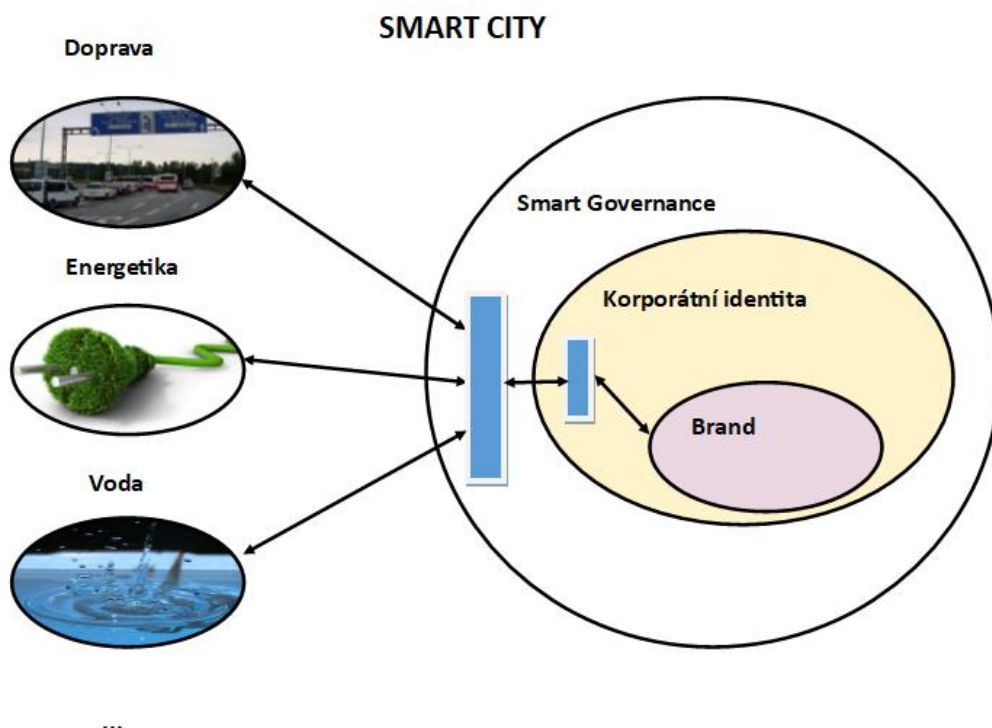 SMART CITY
Doprava
Smart Governance
Energetika
Korporátní identita
Brand
Voda
...